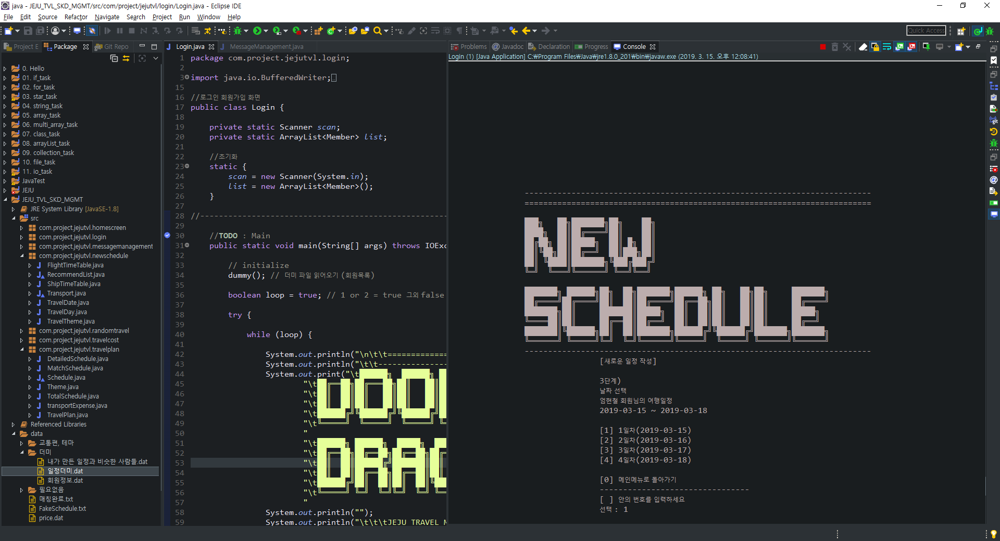 java - JEJU_TVL_SKD_MGMT/src/com/project/jejutvl/login/Login.java - Eclipse IDE
File Edit Source Refactor Navigate Search Project Run Window Help
Quick Access
Project E Package Git Repo
0. Hello
01. if_task
02. for_task
03. star_task
04. string_task
05. array_task
06. multi_array_task
07. class_task
08. arrayList_task
09. collection_task
10. file_task
11. io_task
JavaTest
JEJU
JEJU_TVL_SKD_MGMT
JRE System Library [JavaSE-1.8]
src
com.project.jejutvl.homescreen
com.project.jejutvl.login
com.project.jejutvl.messagemanagement
com.project.jejutvl.newschedule
FlightTimeTable.java
RecommendList.java
ShipTimeTable.java
Transport.java
TravelDate.java
TravelDay.java
TravelTheme.java
com.project.jejutvl.randomtravel
com.project.jejutvl.travelcost
com.project.jejutvl.travelplan
DetailedSchedule.java
MatchSchedule.java
Schedule.java
Theme.java
TotalSchedule.java
transportExpense.java
TravelPlan.java
Referenced Libraries
data
교통편, 테마
더미
내가 만든 일정과 비슷한 사람들.dat
일정더미.dat
회원정보.dat
필요없음
매칭완료.txt
FakeSchedule.txt
price.dat
Login.java MessageManagement.java
1 package com.project.jejutvl.login;
2
3 import java.io.BufferedWriter;
15
16 //로그인 회원가입 화면
17 public class Login {
18
19 private static Scanner scan;
20 private static ArrayList<Member> list;
21
22 //초기화
23 static {
24 scan = new Scanner(System.in);
25 list = new ArrayList<Member>();
26 }
27
28 //-----------------------------------------------------
29
30 //TODO : Main
31 public static void main(String[] args) throws IOExc
32
33 // initialize
34 dummy(); // 더미 파일 읽어오기 (회원목록)
35
36 boolean loop = true; // 1 or 2 = true 그외 false
37
38 try {
39
40 while (loop) {
41
42 System.out.println("\n\t\t=============
43 System.out.println("\t\t---------------
44 System.out.print("\t
45 "\t
46 "\t
47 "\t
48 "\t
49 "\t
50 "
51 "\t
52 "\t
53 "\t
54 "\t
55 "\t
56 "\t
57 "
58 System.out.println("");
59 System.out.println("\t\t\tJEJU TRAVEL M
Problems Javadoc Declaration Progress Console
Login (1) [Java Application] C:\Program Files\Java\jre1.8.0_201\bin\javaw.exe (2019. 3. 15. 오후 12:08:41)
--------------------------------------------------------------------------
==========================================================================
NEW
SCHEDULE
--------------------------------------------------------------------------
[새로운 일정 작성]
3단계)
날짜 선택
엄현철 회원님의 여행일정
2019-03-15 ~ 2019-03-18
[1] 1일차(2019-03-15)
[2] 2일차(2019-03-16)
[3] 3일차(2019-03-17)
[4] 4일차(2019-03-18)
[0] 메인메뉴로 돌아가기
--------------------------------
[ ] 안의 번호를 입력하세요
선택 : 1